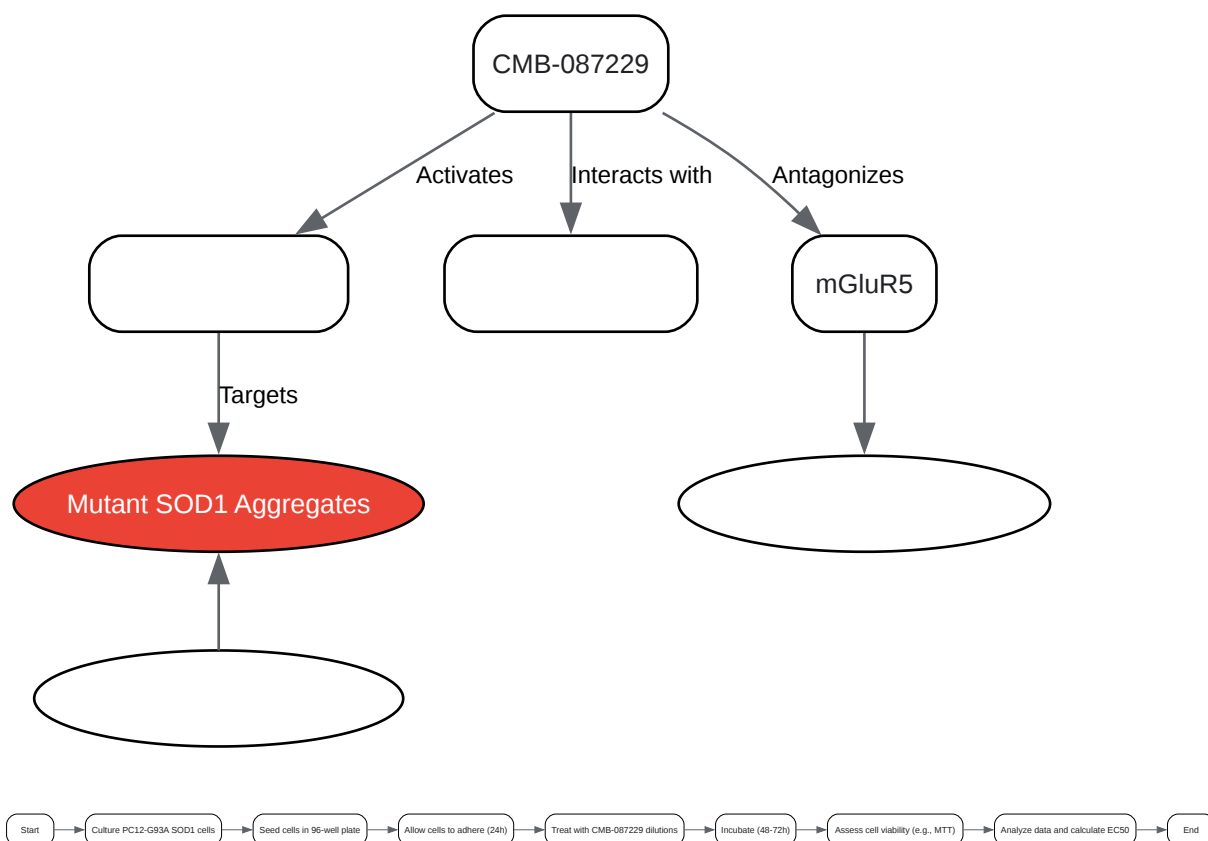 CMB-087229
Activates
Interacts with
Antagonizes
mGluR5
Targets
Mutant SOD1 Aggregates
Start
Culture PC12-G93A SOD1 cells
Seed cells in 96-well plate
Allow cells to adhere (24h)
Treat with CMB-087229 dilutions
Incubate (48-72h)
Assess cell viability (e.g., MTT)
Analyze data and calculate EC50
End